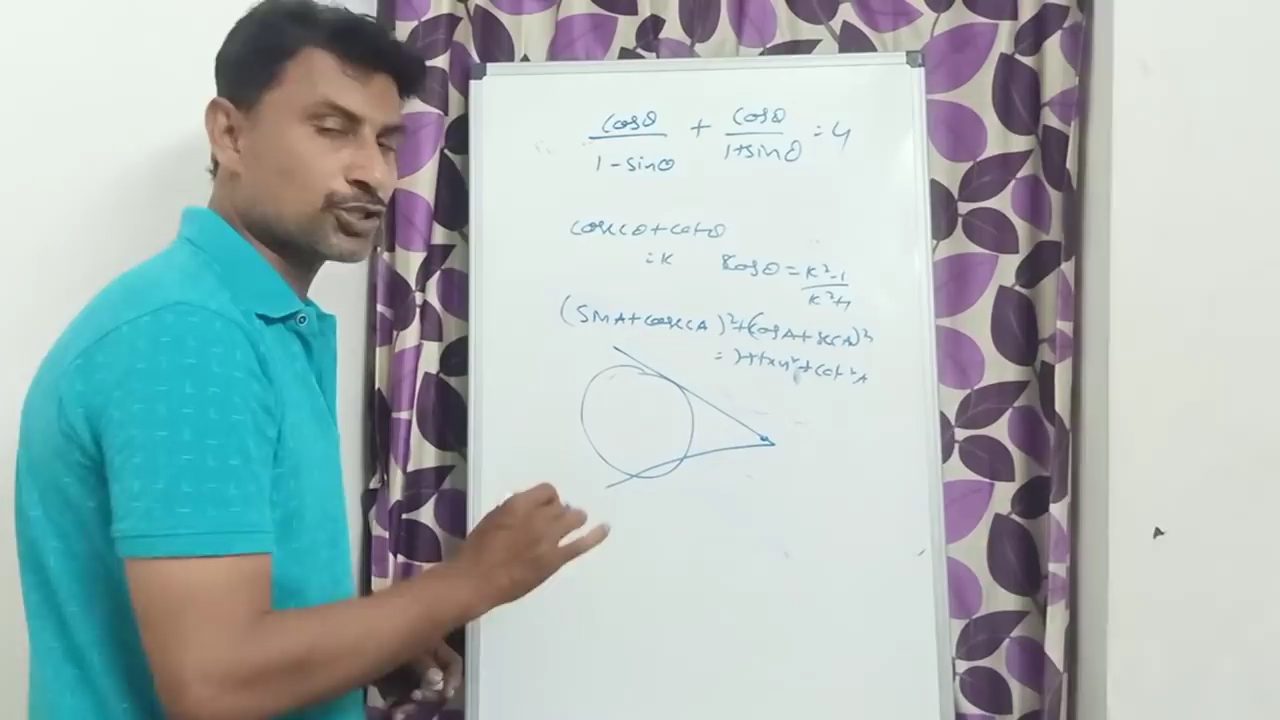 cosθ/1-sinθ + cosθ/1+sinθ = 4
cosecθ+cotθ
=k cosθ = k²-1/k²+1
(sinA+cosecA)²+(cosA+secA)²
= 7+tan²+cot²A